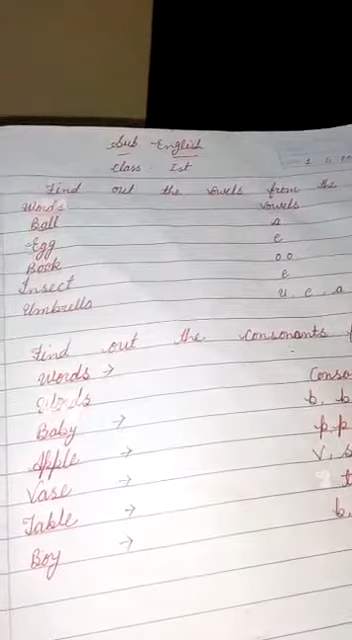 Sub - English
Class - Ist
Find out the vowels from the
Words vowels
Ball a
Egg e
Book o o
Insect e
Umbrella u, e, a
Find out the consonants
Words →
Words Conso
Baby → b, b
Apple → p p
Vase → v, s
Table → t
Boy → b,